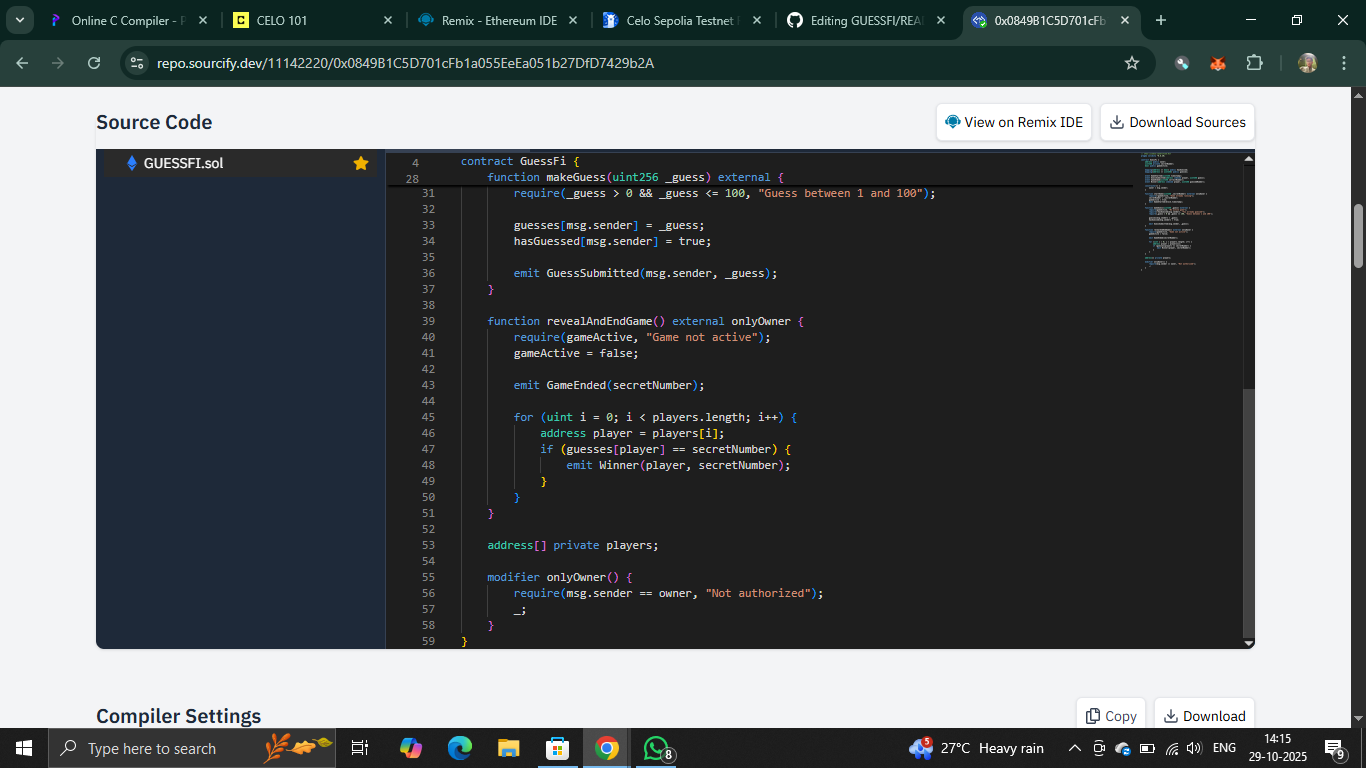 Online C Compiler - P
CELO 101
Remix - Ethereum IDE
Celo Sepolia Testnet
Editing GUESSFI/REA
0x0849B1C5D701cFb
repo.sourcify.dev/11142220/0x0849B1C5D701cFb1a055EeEa051b27DfD7429b2A
Source Code
View on Remix IDE
Download Sources
GUESSFI.sol
4 contract GuessFi {
28 function makeGuess(uint256 _guess) external {
31 require(_guess > 0 && _guess <= 100, "Guess between 1 and 100");
32
33 guesses[msg.sender] = _guess;
34 hasGuessed[msg.sender] = true;
35
36 emit GuessSubmitted(msg.sender, _guess);
37 }
38
39 function revealAndEndGame() external onlyOwner {
40 require(gameActive, "Game not active");
41 gameActive = false;
42
43 emit GameEnded(secretNumber);
44
45 for (uint i = 0; i < players.length; i++) {
46 address player = players[i];
47 if (guesses[player] == secretNumber) {
48 emit Winner(player, secretNumber);
49 }
50 }
51 }
52
53 address[] private players;
54
55 modifier onlyOwner() {
56 require(msg.sender == owner, "Not authorized");
57 _;
58 }
59 }
Compiler Settings
Copy
Download
Type here to search
8
5
27°C Heavy rain
ENG
14:15
29-10-2025
9